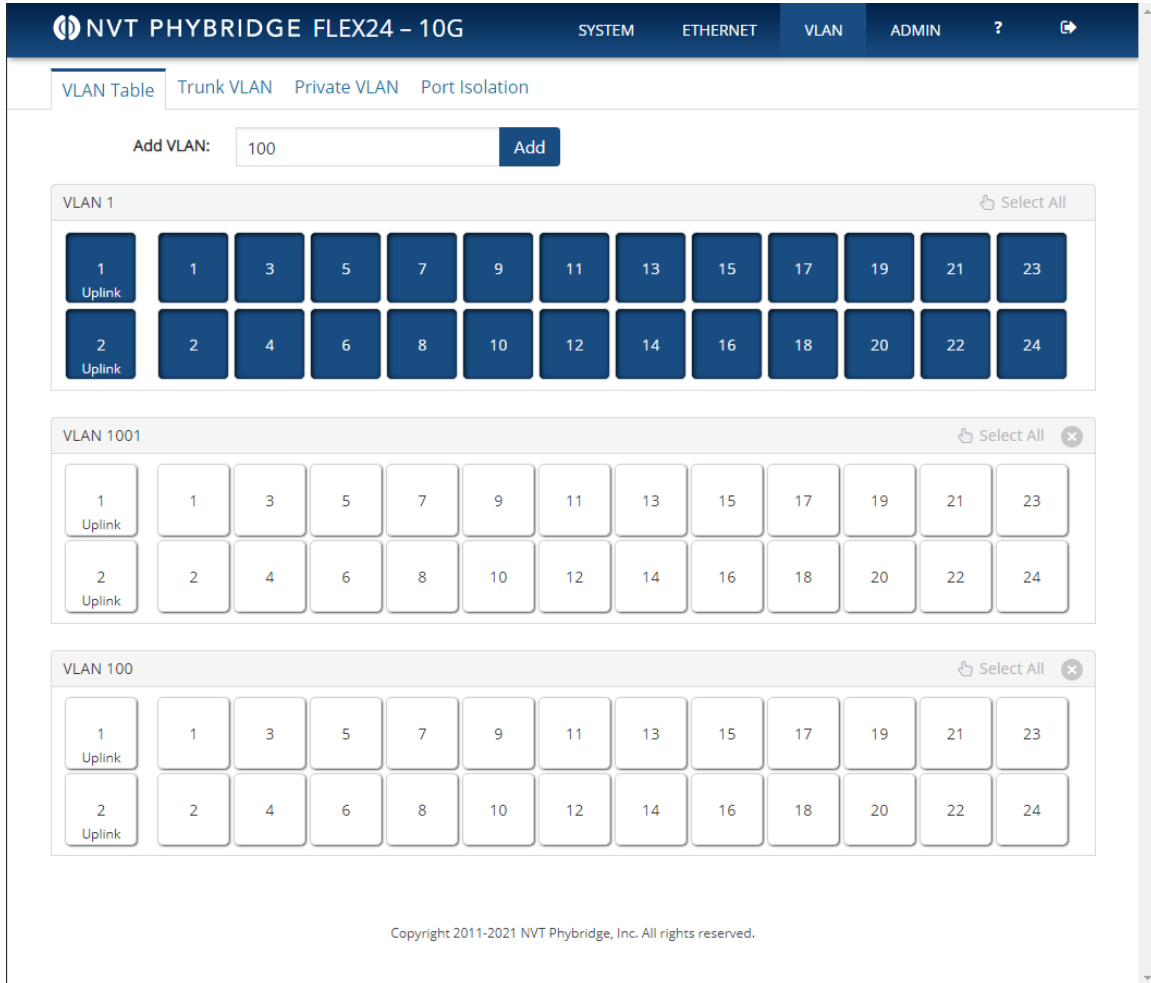 NVT PHYBRIDGE FLEX24 – 10G SYSTEM ETHERNET VLAN ADMIN ?
VLAN Table Trunk VLAN Private VLAN Port Isolation
Add VLAN: 100 Add
VLAN 1 Select All
1 1 3 5 7 9 11 13 15 17 19 21 23
Uplink
2 2 4 6 8 10 12 14 16 18 20 22 24
Uplink
VLAN 1001 Select All
1 1 3 5 7 9 11 13 15 17 19 21 23
Uplink
2 2 4 6 8 10 12 14 16 18 20 22 24
Uplink
VLAN 100 Select All
1 1 3 5 7 9 11 13 15 17 19 21 23
Uplink
2 2 4 6 8 10 12 14 16 18 20 22 24
Uplink
Copyright 2011-2021 NVT Phybridge, Inc. All rights reserved.